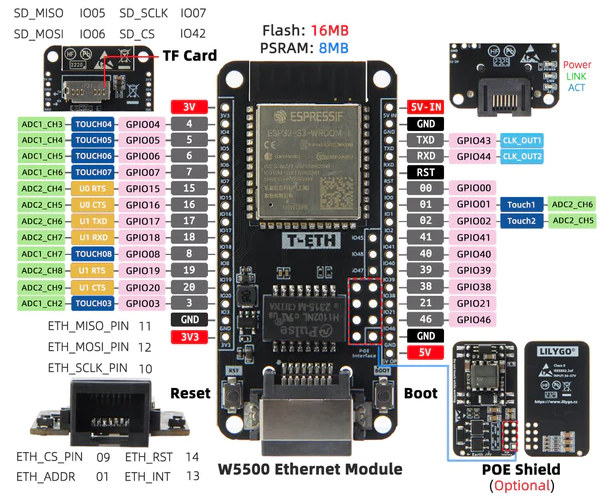 SD_MISO IO05 SD_SCLK IO07
SD_MOSI IO06 SD_CS IO42
TF Card
Flash: 16MB
PSRAM: 8MB
Power
LINK
ACT
3V
ADC1_CH3 TOUCH04 GPIO04 4
ADC1_CH4 TOUCH05 GPIO05 5
ADC1_CH5 TOUCH06 GPIO06 6
ADC1_CH6 TOUCH07 GPIO07 7
ADC2_CH4 U0 RTS GPIO15 15
ADC2_CH5 U0 CTS GPIO16 16
ADC2_CH6 U1 TXD GPIO17 17
ADC2_CH7 U1 RXD GPIO18 18
ADC1_CH7 TOUCH08 GPIO08 8
ADC2_CH8 U1 RTS GPIO19 19
ADC2_CH9 U1 CTS GPIO20 20
ADC1_CH2 TOUCH03 GPIO03 3
GND
3V3
ESPRESSIF
ESP32-S3-WROOM-1
T-ETH
IO45
IO48
IO47
Pulse
POE
Interface
RST
BOOT
5V-IN
GND
TXD GPIO43 CLK_OUT1
RXD GPIO44 CLK_OUT2
RST
00 GPIO00
01 GPIO01 Touch1 ADC2_CH6
02 GPIO02 Touch2 ADC2_CH5
41 GPIO41
40 GPIO40
39 GPIO39
38 GPIO38
21 GPIO21
46 GPIO46
GND
5V
ETH_MISO_PIN 11
ETH_MOSI_PIN 12
ETH_SCLK_PIN 10
Reset
Boot
ETH_CS_PIN 09 ETH_RST 14
ETH_ADDR 01 ETH_INT 13
W5500 Ethernet Module
LILYGO
POE Shield
(Optional)